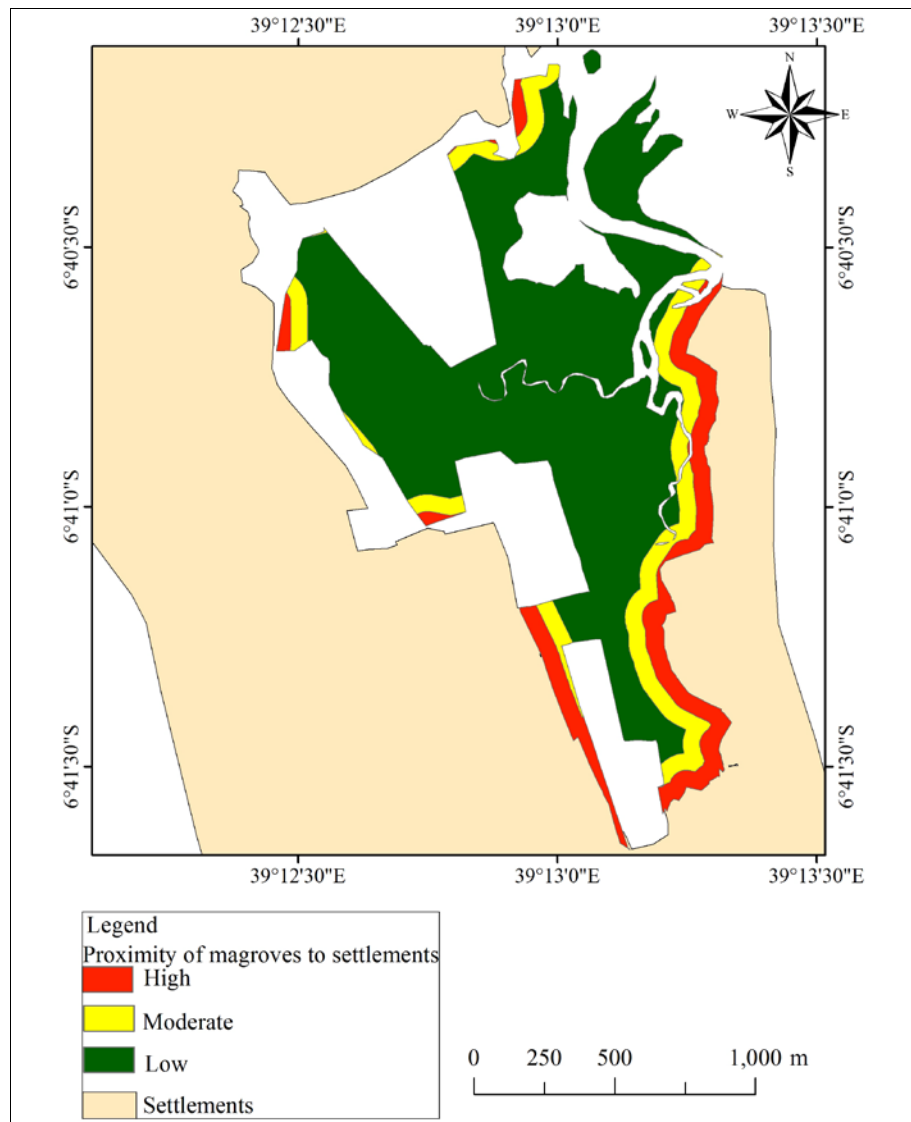 39°12'30"E 39°13'0"E 39°13'30"E
N
W E
S
6°40'30"S 6°40'30"S
6°41'0"S 6°41'0"S
6°41'30"S 6°41'30"S
39°12'30"E 39°13'0"E 39°13'30"E
Legend
Proximity of magroves to settlements
High
Moderate
Low
Settlements
0 250 500 1,000 m